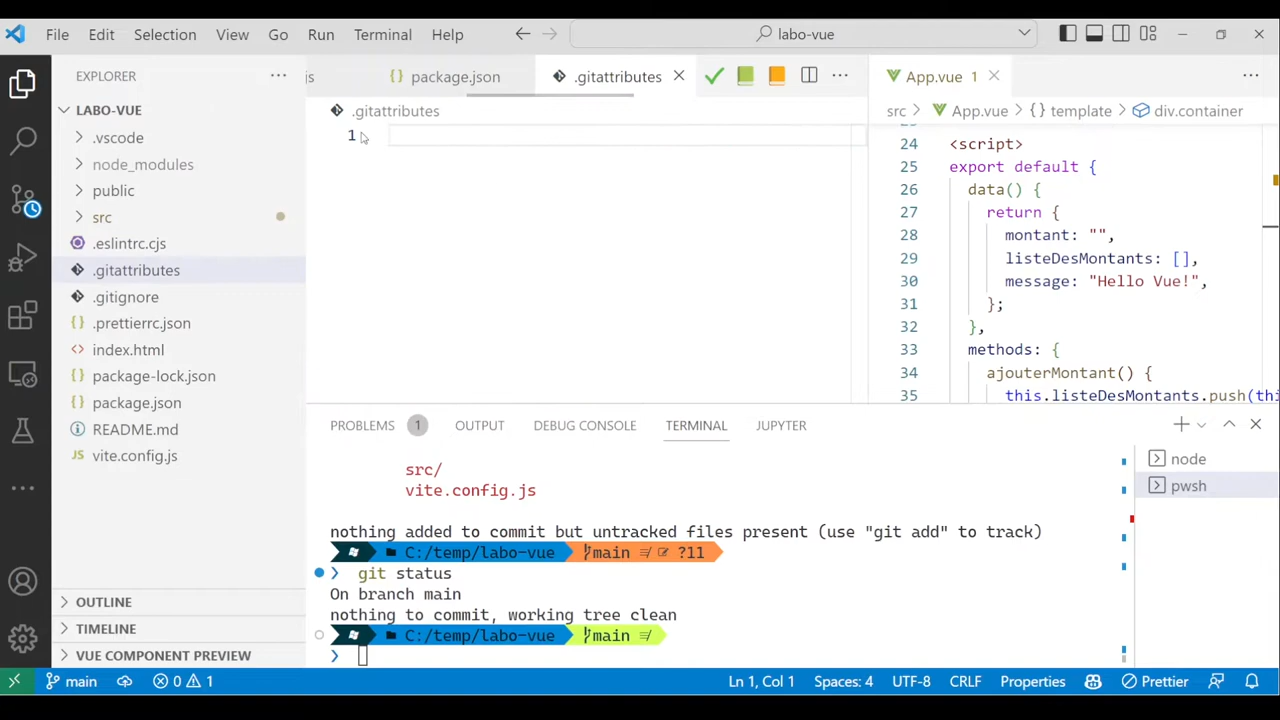 File Edit Selection View Go Run Terminal Help
labo-vue
EXPLORER
LABO-VUE
.vscode
node_modules
public
src
.eslintrc.cjs
.gitattributes
.gitignore
.prettierrc.json
index.html
package-lock.json
package.json
README.md
vite.config.js
OUTLINE
TIMELINE
VUE COMPONENT PREVIEW
js package.json .gitattributes
.gitattributes
1
App.vue 1
src App.vue {} template div.container
24 <script>
25 export default {
26 data() {
27 return {
28 montant: "",
29 listeDesMontants: [],
30 message: "Hello Vue!",
31 };
32 },
33 methods: {
34 ajouterMontant() {
35 this.listeDesMontants.push(thi
PROBLEMS 1 OUTPUT DEBUG CONSOLE TERMINAL JUPYTER
src/
vite.config.js
nothing added to commit but untracked files present (use "git add" to track)
C:/temp/labo-vue main ?11
git status
On branch main
nothing to commit, working tree clean
C:/temp/labo-vue main
node
pwsh
main 0 1 Ln 1, Col 1 Spaces: 4 UTF-8 CRLF Properties Prettier